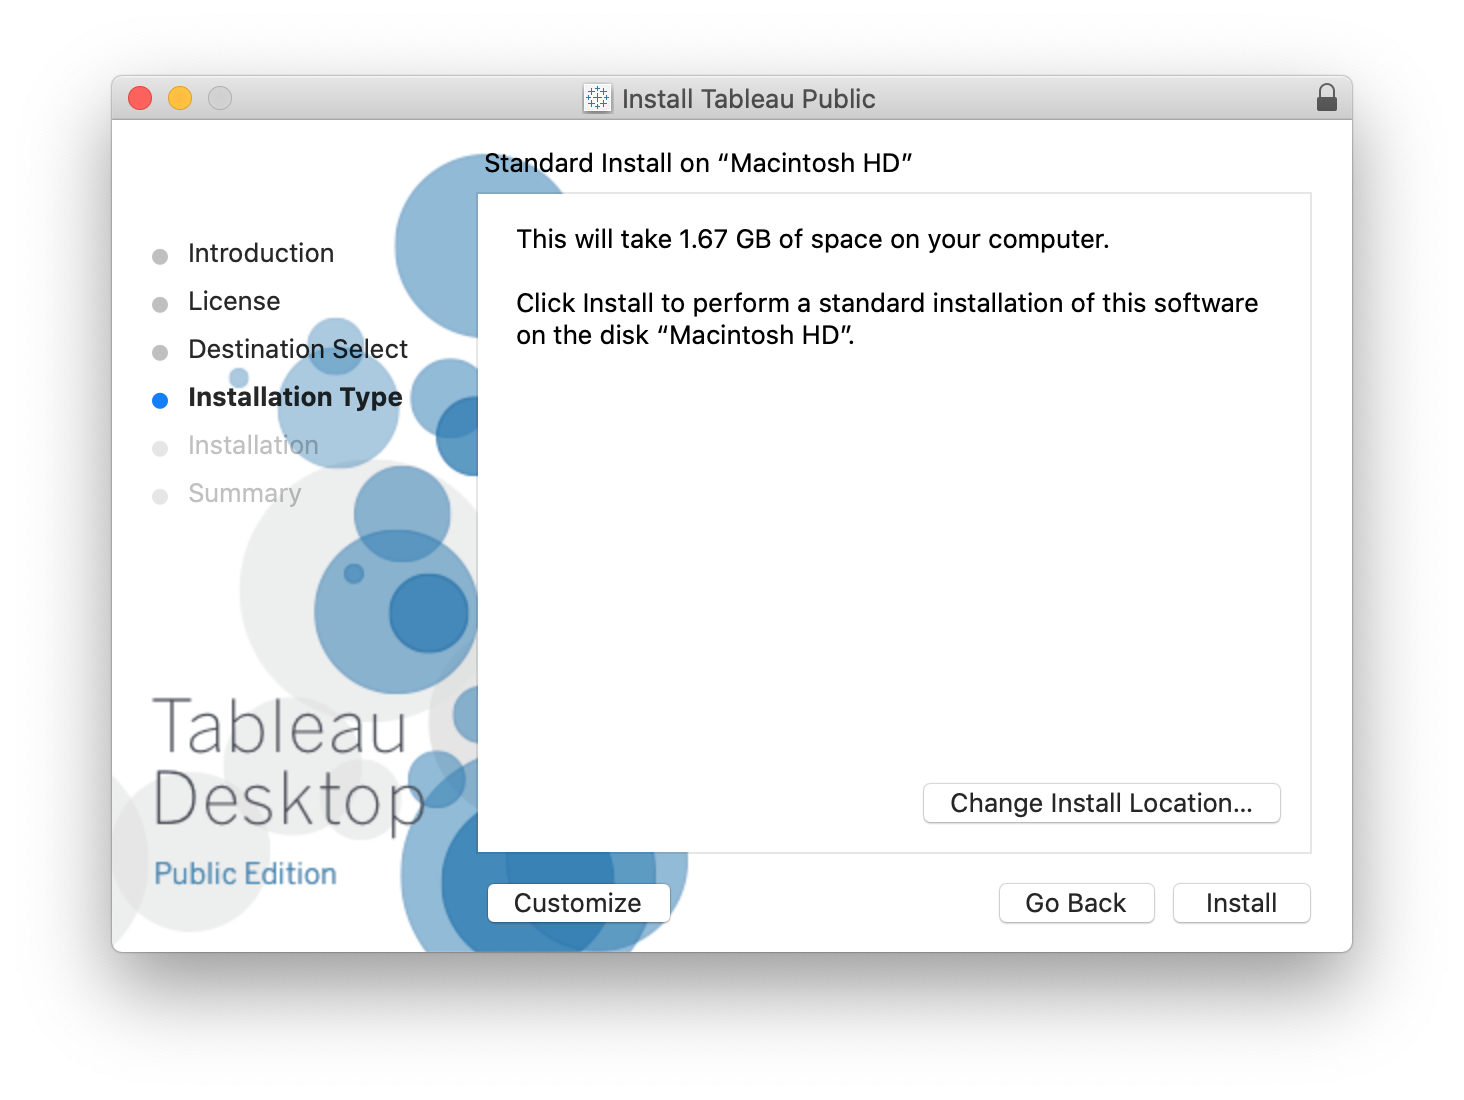 Install Tableau Public
Standard Install on “Macintosh HD”
Introduction
License
Destination Select
Installation Type
Installation
Summary
This will take 1.67 GB of space on your computer.
Click Install to perform a standard installation of this software
on the disk “Macintosh HD”.
Tableau
Desktop
Public Edition
Change Install Location...
Customize
Go Back
Install